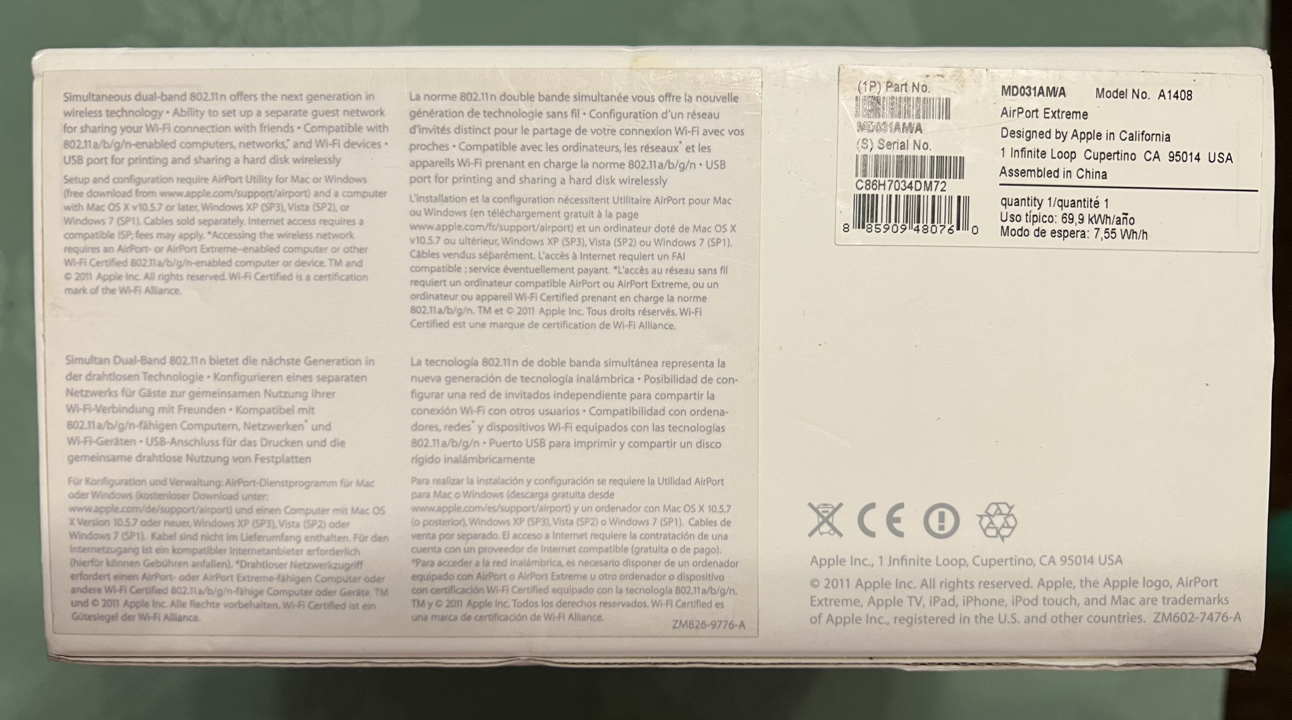 Simultaneous dual-band 802.11n offers the next generation in
wireless technology • Ability to set up a separate guest network
for sharing your Wi-Fi connection with friends • Compatible with
802.11a/b/g/n-enabled computers, networks,* and Wi-Fi devices •
USB port for printing and sharing a hard disk wirelessly
Setup and configuration require AirPort Utility for Mac or Windows
(free download from www.apple.com/support/airport) and a computer
with Mac OS X v10.5.7 or later, Windows XP (SP3), Vista (SP2), or
Windows 7 (SP1). Cables sold separately. Internet access requires a
compatible ISP; fees may apply. *Accessing the wireless network
requires an AirPort- or AirPort Extreme–enabled computer or other
Wi-Fi Certified 802.11a/b/g/n-enabled computer or device. TM and
© 2011 Apple Inc. All rights reserved. Wi-Fi Certified is a certification
mark of the Wi-Fi Alliance.
La norme 802.11n double bande simultanée vous offre la nouvelle
génération de technologie sans fil • Configuration d'un réseau
d'invités distinct pour le partage de votre connexion Wi-Fi avec vos
proches • Compatible avec les ordinateurs, les réseaux* et les
appareils Wi-Fi prenant en charge la norme 802.11a/b/g/n • USB
port for printing and sharing a hard disk wirelessly
L'installation et la configuration nécessitent Utilitaire AirPort pour Mac
ou Windows (en téléchargement gratuit à la page
www.apple.com/fr/support/airport) et un ordinateur doté de Mac OS X
v10.5.7 ou ultérieur, Windows XP (SP3), Vista (SP2) ou Windows 7 (SP1).
Câbles vendus séparément. L'accès à Internet requiert un FAI
compatible ; service éventuellement payant. *L'accès au réseau sans fil
requiert un ordinateur compatible AirPort ou AirPort Extreme, ou un
ordinateur ou appareil Wi-Fi Certified prenant en charge la norme
802.11a/b/g/n. TM et © 2011 Apple Inc. Tous droits réservés. Wi-Fi
Certified est une marque de certification de Wi-Fi Alliance.
Simultan Dual-Band 802.11n bietet die nächste Generation in
der drahtlosen Technologie • Konfigurieren eines separaten
Netzwerks für Gäste zur gemeinsamen Nutzung Ihrer
Wi-Fi-Verbindung mit Freunden • Kompatibel mit
802.11a/b/g/n-fähigen Computern, Netzwerken* und
Wi-Fi-Geräten • USB-Anschluss für das Drucken und die
gemeinsame drahtlose Nutzung von Festplatten
Für Konfiguration und Verwaltung: AirPort-Dienstprogramm für Mac
oder Windows (kostenloser Download unter:
www.apple.com/de/support/airport) und einen Computer mit Mac OS
X Version 10.5.7 oder neuer, Windows XP (SP3), Vista (SP2) oder
Windows 7 (SP1). Kabel sind nicht im Lieferumfang enthalten. Für den
Internetzugang ist ein kompatibler Internetanbieter erforderlich
(hierfür können Gebühren anfallen). *Drahtloser Netzwerkzugriff
erfordert einen AirPort- oder AirPort Extreme-fähigen Computer oder
andere Wi-Fi Certified 802.11a/b/g/n-fähige Computer oder Geräte. TM
und © 2011 Apple Inc. Alle Rechte vorbehalten. Wi-Fi Certified ist ein
Gütesiegel der Wi-Fi Alliance.
La tecnología 802.11n de doble banda simultánea representa la
nueva generación de tecnología inalámbrica • Posibilidad de con-
figurar una red de invitados independiente para compartir la
conexión Wi-Fi con otros usuarios • Compatibilidad con ordena-
dores, redes* y dispositivos Wi-Fi equipados con las tecnologías
802.11a/b/g/n • Puerto USB para imprimir y compartir un disco
rígido inalámbricamente
Para realizar la instalación y configuración se requiere la Utilidad AirPort
para Mac o Windows (descarga gratuita desde
www.apple.com/es/support/airport) y un ordenador con Mac OS X 10.5.7
(o posterior), Windows XP (SP3), Vista (SP2) o Windows 7 (SP1). Cables de
venta por separado. El acceso a Internet requiere la contratación de una
cuenta con un proveedor de Internet compatible (gratuita o de pago).
*Para acceder a la red inalámbrica, es necesario disponer de un ordenador
equipado con AirPort o AirPort Extreme u otro ordenador o dispositivo
con certificación Wi-Fi Certified equipado con la tecnología 802.11a/b/g/n.
TM y © 2011 Apple Inc. Todos los derechos reservados. Wi-Fi Certified es
una marca de certificación de Wi-Fi Alliance.
ZM826-9776-A
(1P) Part No.
MD031AM/A
(S) Serial No.
C86H7034DM72
8 85909 48076 0
MD031AM/A Model No. A1408
AirPort Extreme
Designed by Apple in California
1 Infinite Loop Cupertino CA 95014 USA
Assembled in China
quantity 1/quantité 1
Uso típico: 69,9 kWh/año
Modo de espera: 7,55 Wh/h
CE
Apple Inc., 1 Infinite Loop, Cupertino, CA 95014 USA
© 2011 Apple Inc. All rights reserved. Apple, the Apple logo, AirPort
Extreme, Apple TV, iPad, iPhone, iPod touch, and Mac are trademarks
of Apple Inc., registered in the U.S. and other countries. ZM602-7476-A